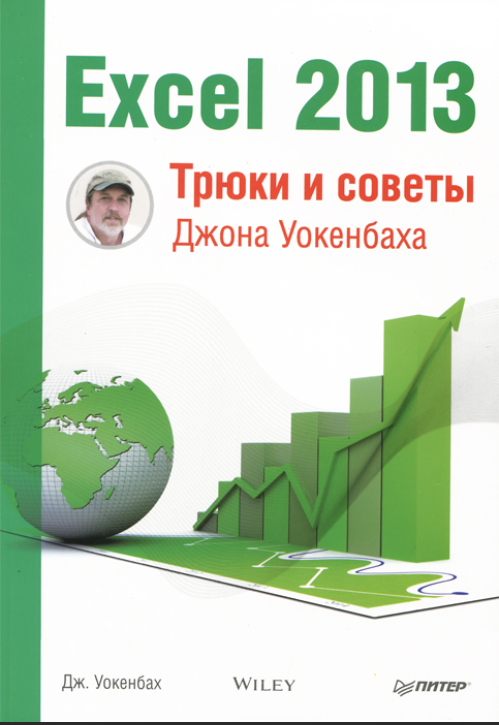 Excel 2013
Трюки и советы
Джона Уокенбаха
Дж. Уокенбах
WILEY
ПИТЕР